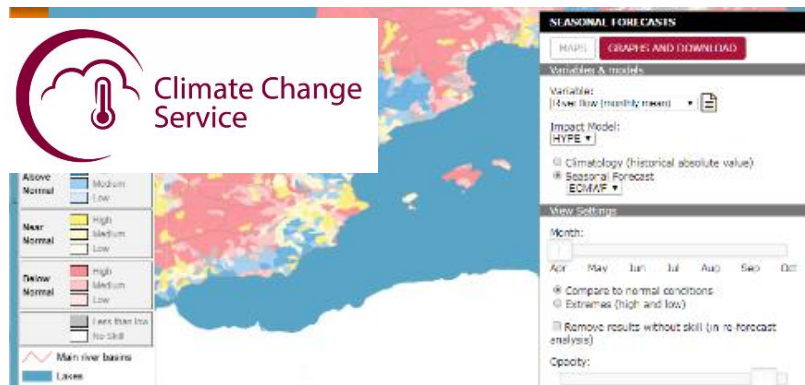 Climate Change
Service
Above
Normal
Medium
Low
Near
Normal
High
Medium
Low
Below
Normal
High
Medium
Low
Less than low
No Skill
Main river basins
Lakes
SEASONAL FORECASTS
MAPS
GRAPHS AND DOWNLOAD
Variables & models
Variable:
River flow (monthly mean)
Impact Model:
HYPE
Climatology (historical absolute value)
Seasonal Forecast
ECMWF
View Settings
Month:
Apr May Jun Jul Aug Sep Oct
Compare to normal conditions
Extremes (high and low)
Remove results without skill (in re-forecast
analysis)
Opacity: